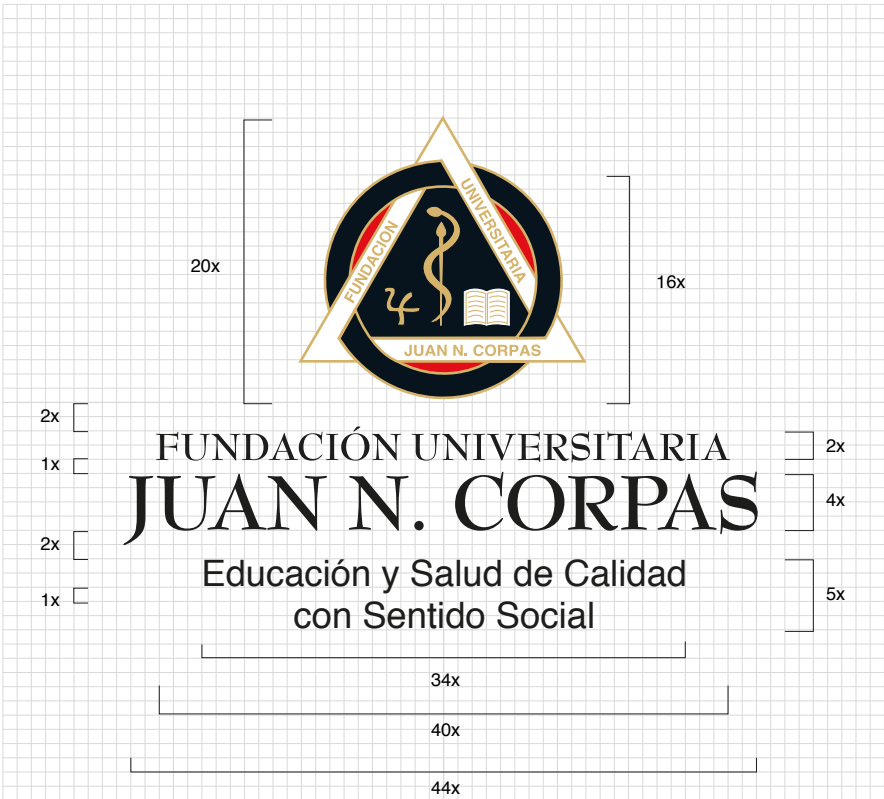 FUNDACION
UNIVERSITARIA
JUAN N. CORPAS
20x
16x
2x
FUNDACIÓN UNIVERSITARIA
2x
1x
JUAN N. CORPAS
4x
2x
Educación y Salud de Calidad
5x
1x
con Sentido Social
34x
40x
44x